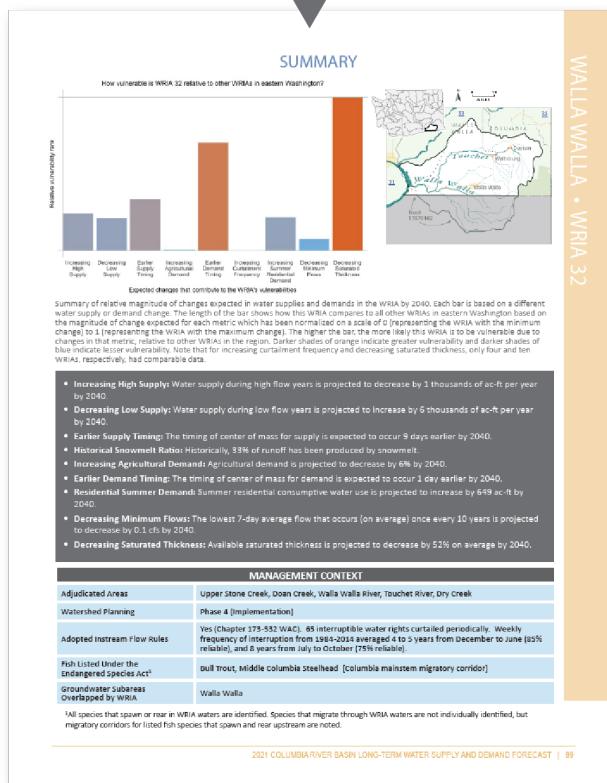 SUMMARY
How vulnerable is WRIA 32 relative to other WRIAs in eastern Washington?
Relative vulnerability rank
Increasing High Supply
Decreasing Low Supply
Earlier Supply Timing
Increasing Agricultural Demand
Earlier Demand Timing
Increasing Curtailment Frequency
Increasing Summer Residential Demand
Decreasing Minimum Flows
Decreasing Saturated Thickness
Expected changes that contribute to the WRIA's vulnerabilities
WALLA WALLA
COLUMBIA
Touchet
Dayton
Waitsburg
Walla Walla
Walla Walla
WALLA WALLA • WRIA 32
Summary of relative magnitude of changes expected in water supplies and demands in the WRIA by 2040. Each bar is based on a different
water supply or demand change. The length of the bar shows how this WRIA compares to all other WRIAs in eastern Washington based on
the magnitude of change expected for each metric which has been normalized on a scale of 0 (representing the WRIA with the minimum
change) to 1 (representing the WRIA with the maximum change). The higher the bar, the more likely this WRIA is to be vulnerable due to
changes in that metric, relative to other WRIAs in the region. Darker shades of orange indicate greater vulnerability and darker shades of
blue indicate lesser vulnerability. Note that for increasing curtailment frequency and decreasing saturated thickness, only four and ten
WRIAs, respectively, had comparable data.
• Increasing High Supply: Water supply during high flow years is projected to decrease by 1 thousands of ac-ft per year
by 2040.
• Decreasing Low Supply: Water supply during low flow years is projected to increase by 6 thousands of ac-ft per year
by 2040.
• Earlier Supply Timing: The timing of center of mass for supply is expected to occur 9 days earlier by 2040.
• Historical Snowmelt Ratio: Historically, 33% of runoff has been produced by snowmelt.
• Increasing Agricultural Demand: Agricultural demand is projected to decrease by 6% by 2040.
• Earlier Demand Timing: The timing of center of mass for demand is expected to occur 1 day earlier by 2040.
• Residential Summer Demand: Summer residential consumptive water use is projected to increase by 649 ac-ft by
2040.
• Decreasing Minimum Flows: The lowest 7-day average flow that occurs (on average) once every 10 years is projected
to decrease by 0.1 cfs by 2040.
• Decreasing Saturated Thickness: Available saturated thickness is projected to decrease by 52% on average by 2040.
MANAGEMENT CONTEXT
Adjudicated Areas
Upper Stone Creek, Doan Creek, Walla Walla River, Touchet River, Dry Creek
Watershed Planning
Phase 4 (Implementation)
Adopted Instream Flow Rules
Yes (Chapter 173-532 WAC). 65 interruptible water rights curtailed periodically. Weekly
frequency of interruption from 1984-2014 averaged 4 to 5 years from December to June (85%
reliable), and 8 years from July to October (75% reliable).
Fish Listed Under the
Endangered Species Act¹
Bull Trout, Middle Columbia Steelhead [Columbia mainstem migratory corridor]
Groundwater Subareas
Overlapped by WRIA
Walla Walla
¹All species that spawn or rear in WRIA waters are identified. Species that migrate through WRIA waters are not individually identified, but
migratory corridors for listed fish species that spawn and rear upstream are noted.
2021 COLUMBIA RIVER BASIN LONG-TERM WATER SUPPLY AND DEMAND FORECAST | 89